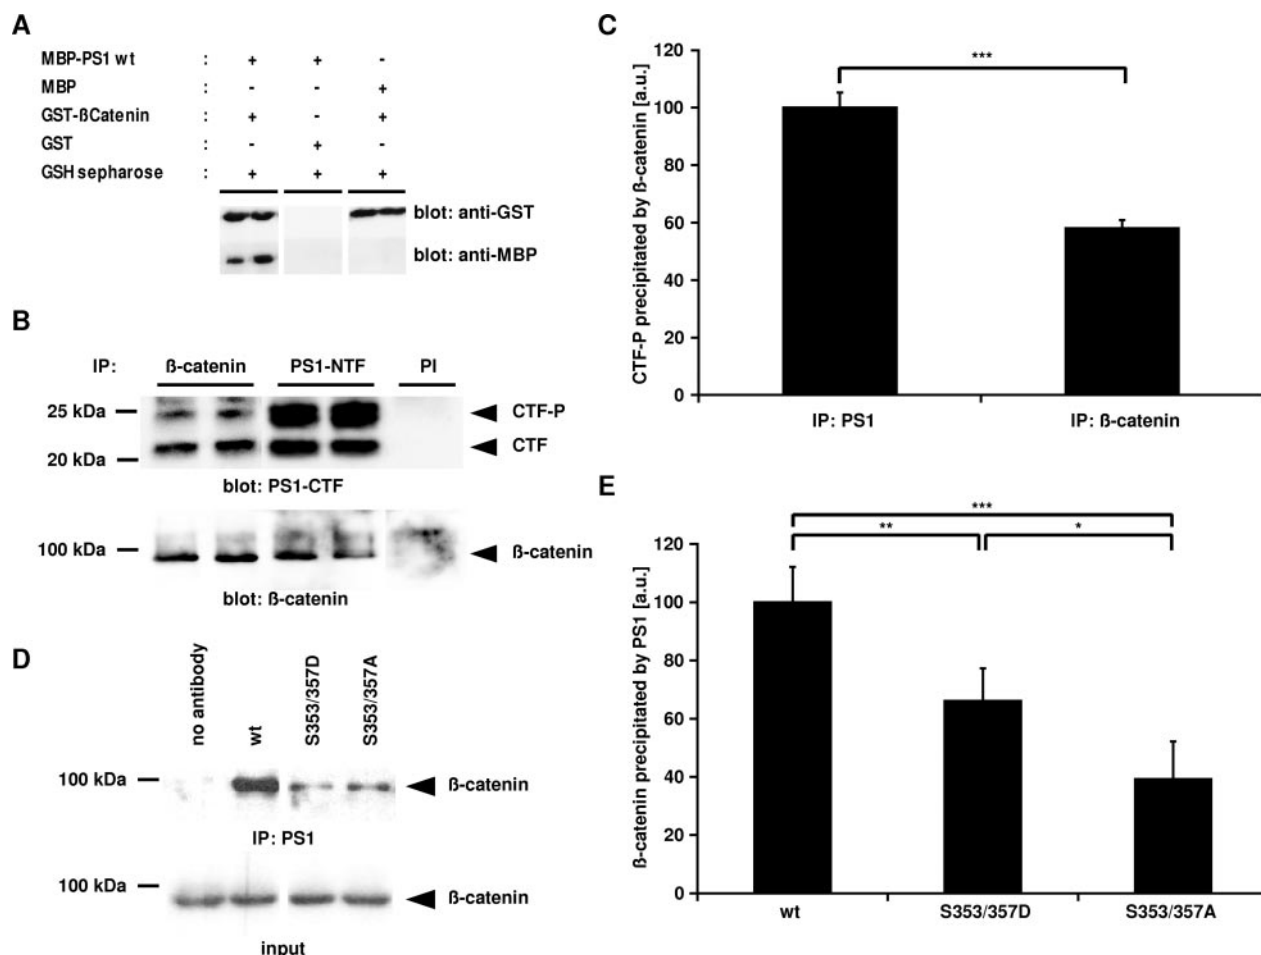 A
MBP-PS1 wt : + + -
MBP : - - +
GST-ßCatenin : + - +
GST : - + -
GSH sepharose : + + +
blot: anti-GST
blot: anti-MBP
B
IP: ß-catenin PS1-NTF PI
25 kDa CTF-P
20 kDa CTF
blot: PS1-CTF
100 kDa ß-catenin
blot: ß-catenin
C
CTF-P precipitated by ß-catenin [a.u.]
120
100
80
60
40
20
0
***
IP: PS1 IP: ß-catenin
D
no antibody wt S353/357D S353/357A
100 kDa ß-catenin
IP: PS1
100 kDa ß-catenin
input
E
ß-catenin precipitated by PS1 [a.u.]
***
** *
120
100
80
60
40
20
0
wt S353/357D S353/357A